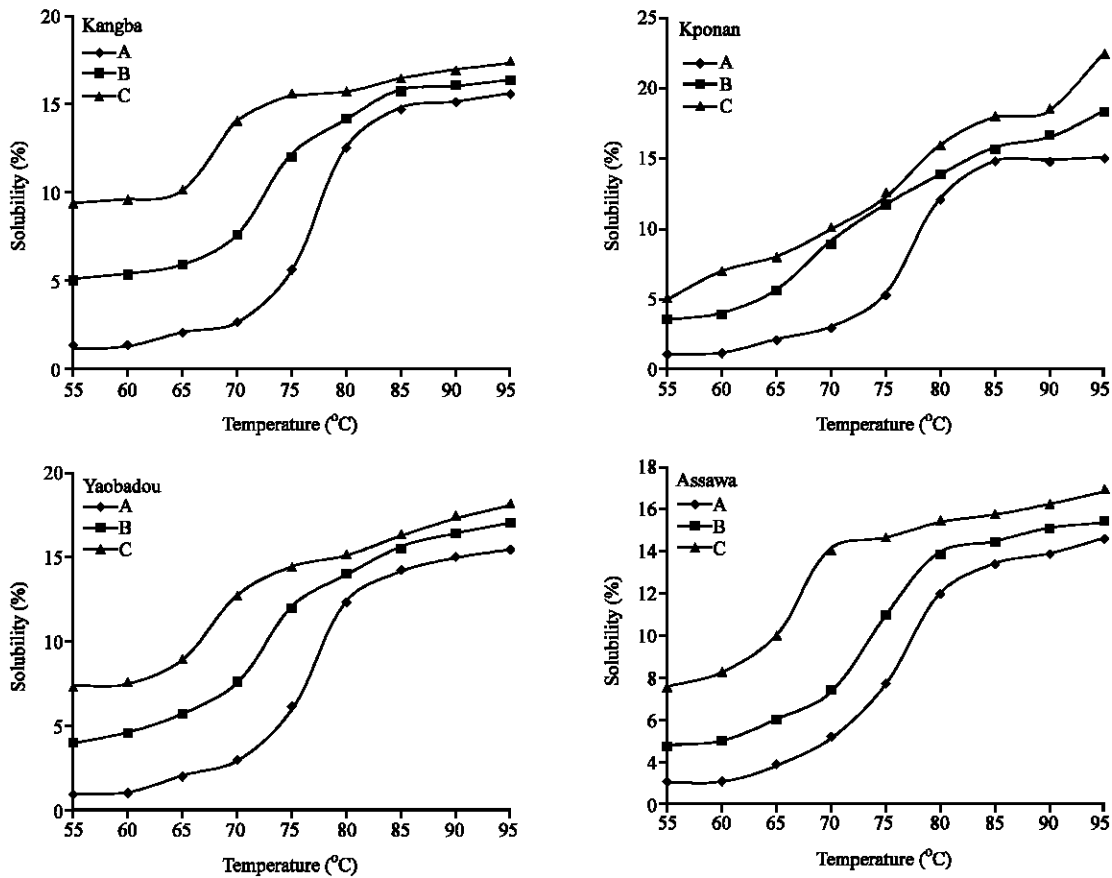 Kangba
A
B
C
20
15
10
5
0
Solubility (%)
55 60 65 70 75 80 85 90 95
Temperature (°C)
Kponan
A
B
C
25
20
15
10
5
0
Solubility (%)
55 60 65 70 75 80 85 90 95
Temperature (°C)
Yaobadou
A
B
C
20
15
10
5
0
Solubility (%)
55 60 65 70 75 80 85 90 95
Temperature (°C)
Assawa
A
B
C
18
16
14
12
10
8
6
4
2
0
Solubility (%)
55 60 65 70 75 80 85 90 95
Temperature (°C)